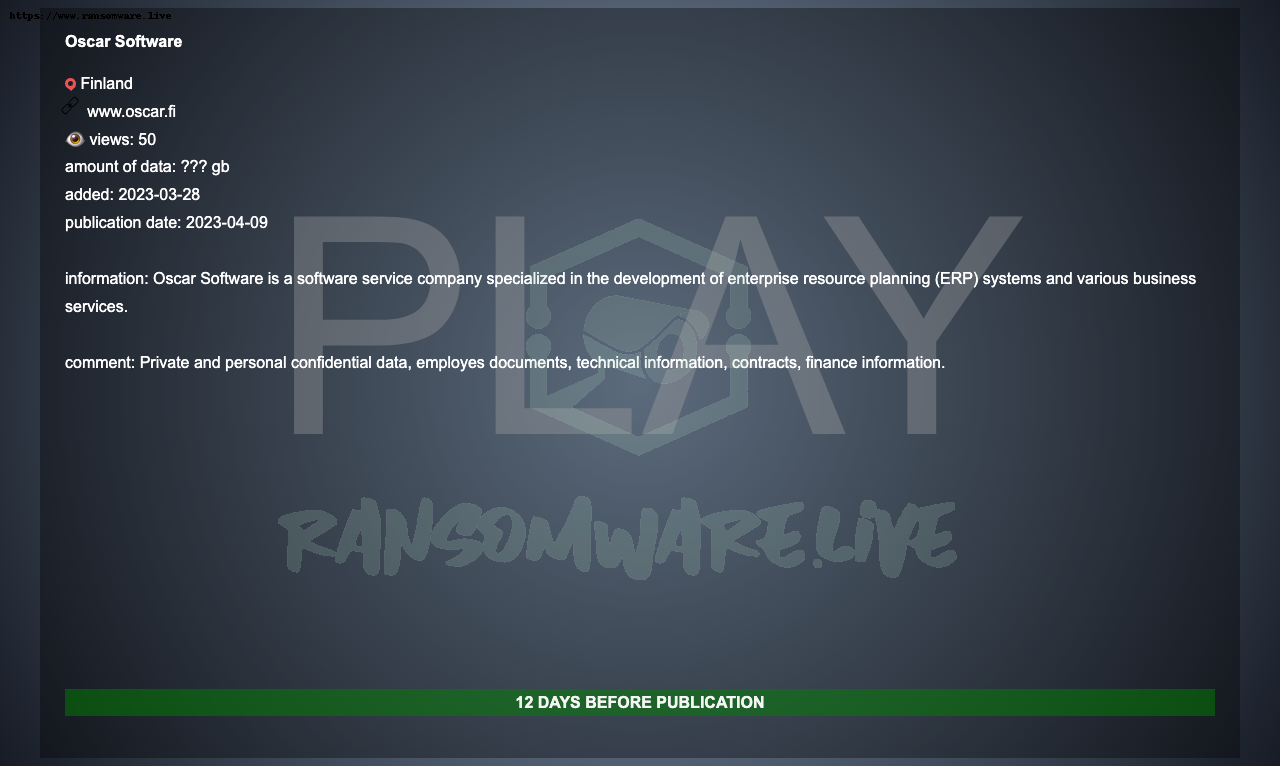 https://www.ransomware.live
Oscar Software
Finland
www.oscar.fi
views: 50
amount of data: ??? gb
added: 2023-03-28
publication date: 2023-04-09
PLAY
information: Oscar Software is a software service company specialized in the development of enterprise resource planning (ERP) systems and various business
services.
comment: Private and personal confidential data, employes documents, technical information, contracts, finance information.
RANSOMWARE.LIVE
12 DAYS BEFORE PUBLICATION